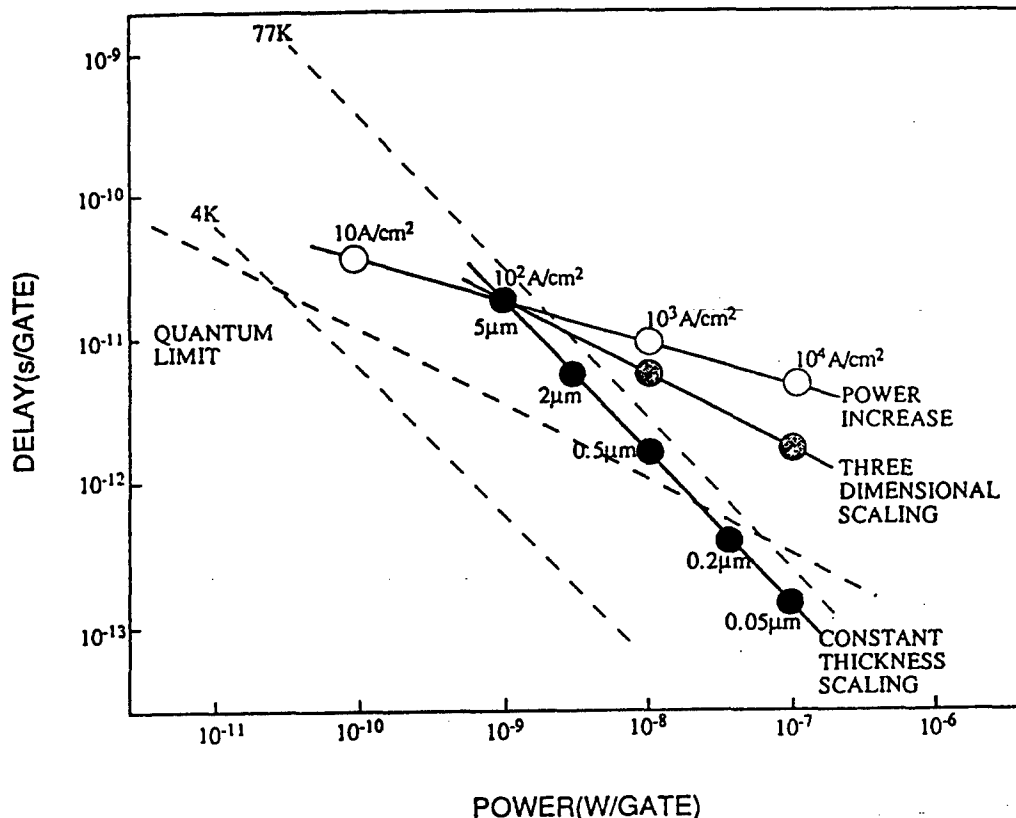 77K
10⁻⁹
10⁻¹⁰
4K
10A/cm²
10²A/cm²
5μm
10³A/cm²
10⁻¹¹
QUANTUM
LIMIT
10⁴A/cm²
2μm
POWER
INCREASE
0.5μm
THREE
DIMENSIONAL
SCALING
10⁻¹²
0.2μm
0.05μm
10⁻¹³
CONSTANT
THICKNESS
SCALING
DELAY(s/GATE)
10⁻¹¹ 10⁻¹⁰ 10⁻⁹ 10⁻⁸ 10⁻⁷ 10⁻⁶
POWER(W/GATE)